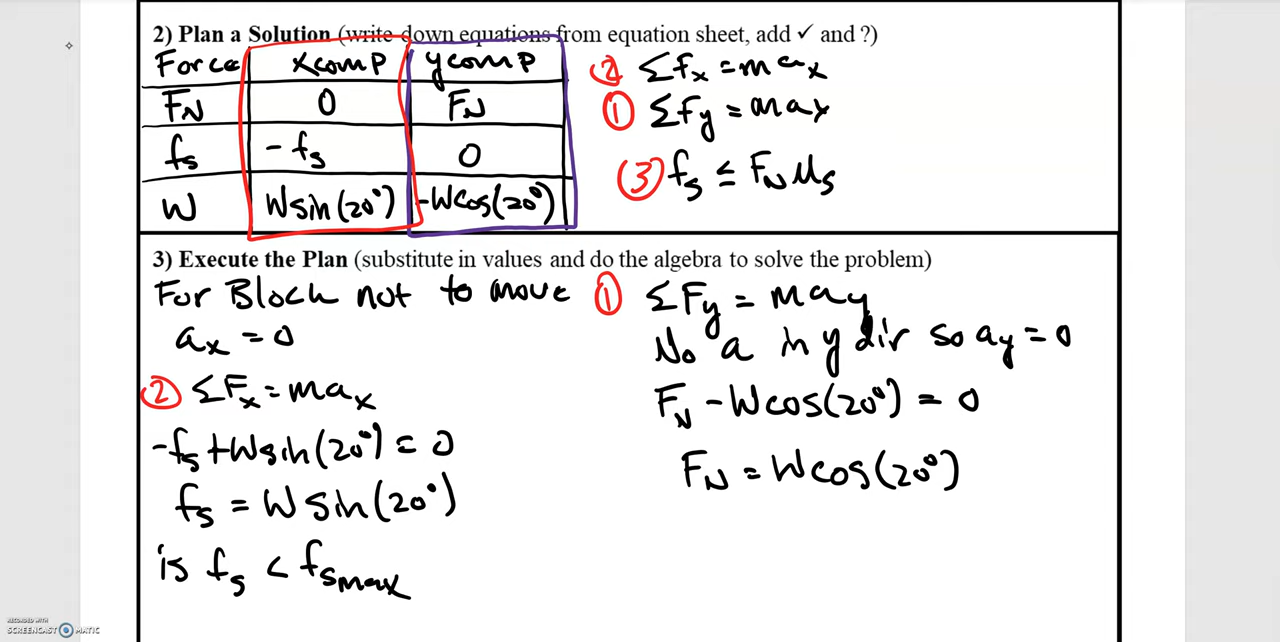 2) Plan a Solution (write down equations from equation sheet, add ✓ and ?)
Force xcomp ycomp
FN 0 FN
fs -fs 0
W Wsin(20°) -Wcos(20°)
② Σfx = max
① Σfy = max
③ fs ≤ FN μs
3) Execute the Plan (substitute in values and do the algebra to solve the problem)
For Block not to move
ax = 0
② ΣFx = max
-fs + Wsin(20°) = 0
fs = W sin(20°)
is fs < fsmax
① ΣFy = may
No a in y dir so ay = 0
FN - Wcos(20°) = 0
FN = Wcos(20°)
RECORDED WITH
SCREENCAST MATIC